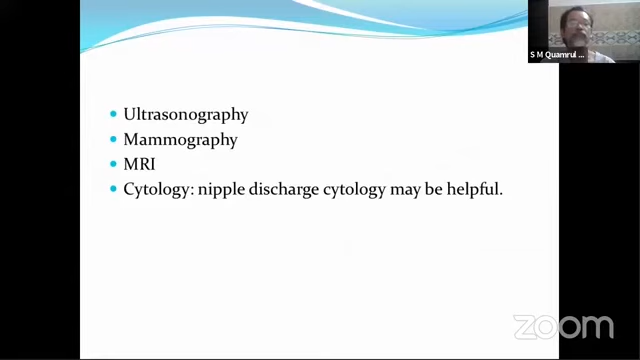 S M Quamrul ...
Ultrasonography
Mammography
MRI
Cytology: nipple discharge cytology may be helpful.
zoom